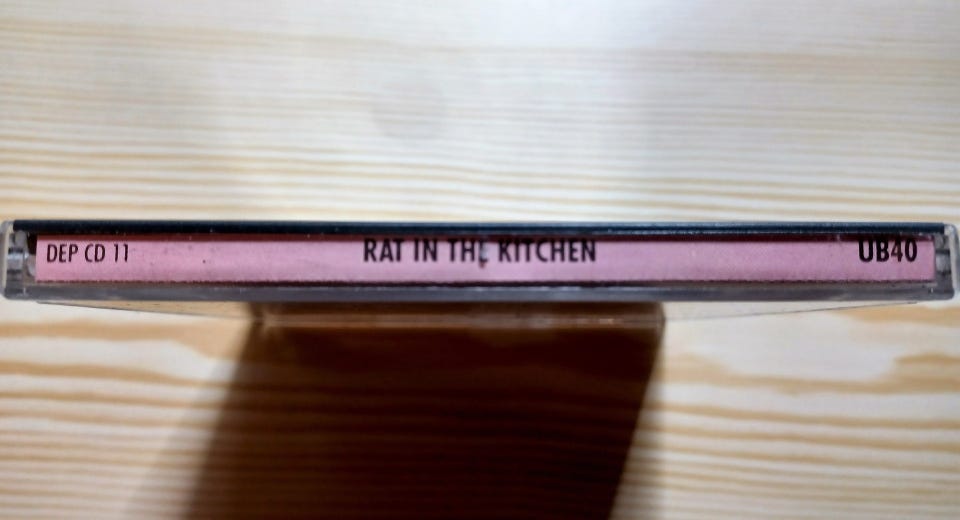 DEP CD 11 RAT IN THE KITCHEN UB40